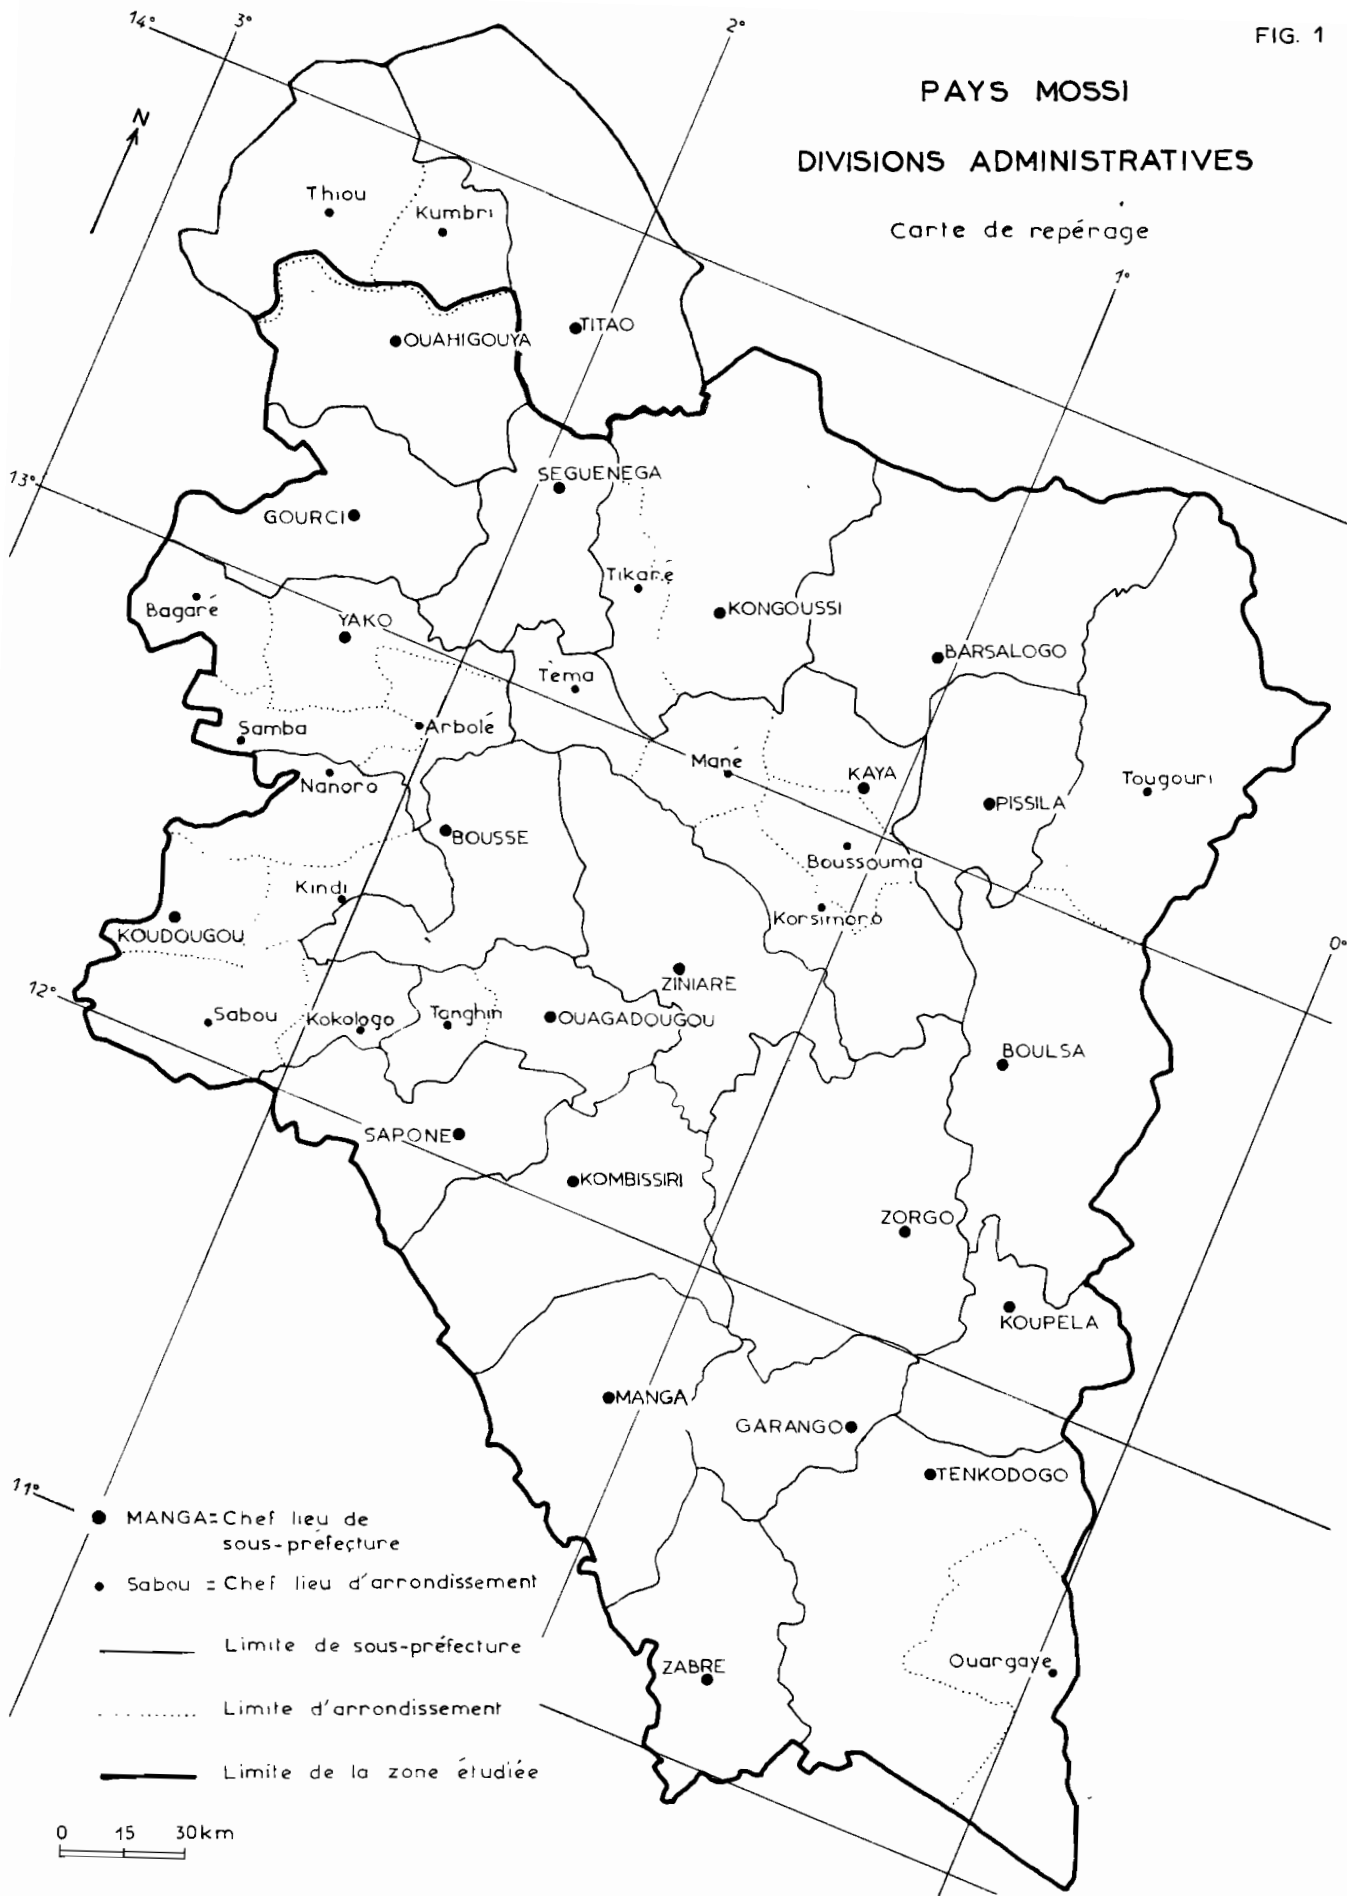 14°
3°
2°
FIG. 1
PAYS MOSSI
DIVISIONS ADMINISTRATIVES
Carte de repérage
N
1°
Thiou
Kumbri
TITAO
OUAHIGOUYA
13°
SEGUENEGA
GOURCI
Tikaré
Bagaré
KONGOUSSI
YAKO
BARSALOGO
Tèma
Samba
Arbolé
Mané
KAYA
Tougouri
Nanoro
PISSILA
BOUSSE
Boussouma
Kindi
Korsimoro
KOUDOUGOU
0°
ZINIARE
12°
Sabou
Kokologo
Tanghin
OUAGADOUGOU
BOULSA
SAPONE
KOMBISSIRI
ZORGO
KOUPELA
MANGA
GARANGO
TENKODOGO
11°
MANGA = Chef lieu de
sous-préfecture
Sabou = Chef lieu d'arrondissement
Limite de sous-préfecture
ZABRE
Ouargaye
Limite d'arrondissement
Limite de la zone étudiée
0 15 30km